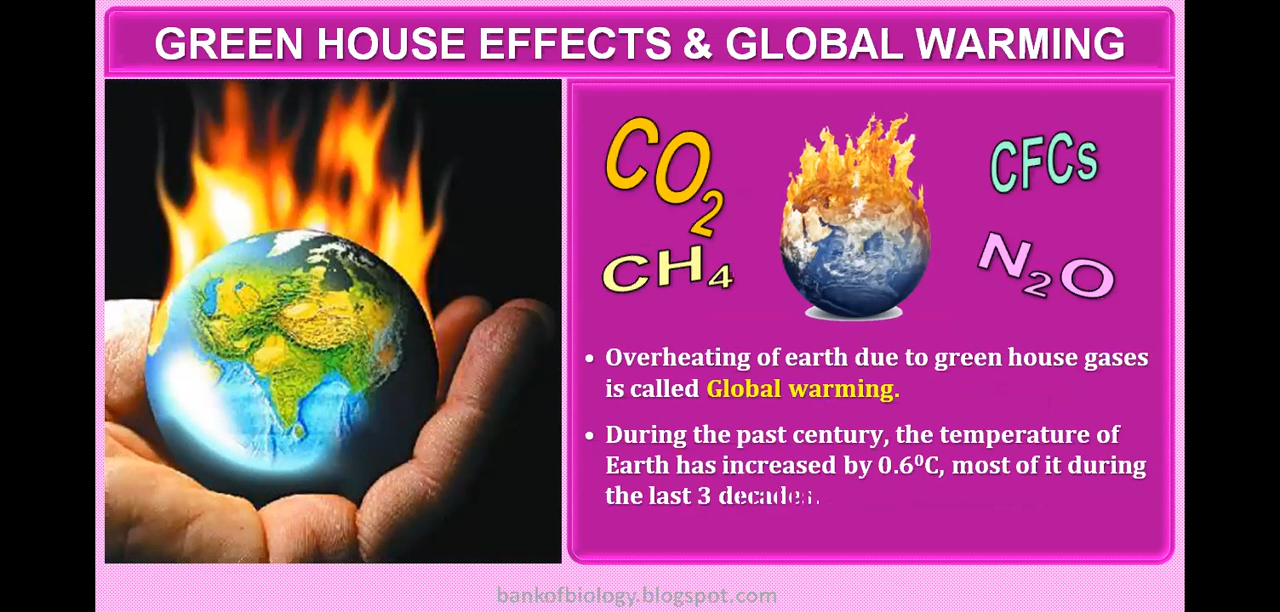 GREEN HOUSE EFFECTS & GLOBAL WARMING
CO₂
CH₄
CFCs
N₂O
• Overheating of earth due to green house gases
is called Global warming.
• During the past century, the temperature of
Earth has increased by 0.6⁰C, most of it during
the last 3 decades.
bankofbiology.blogspot.com